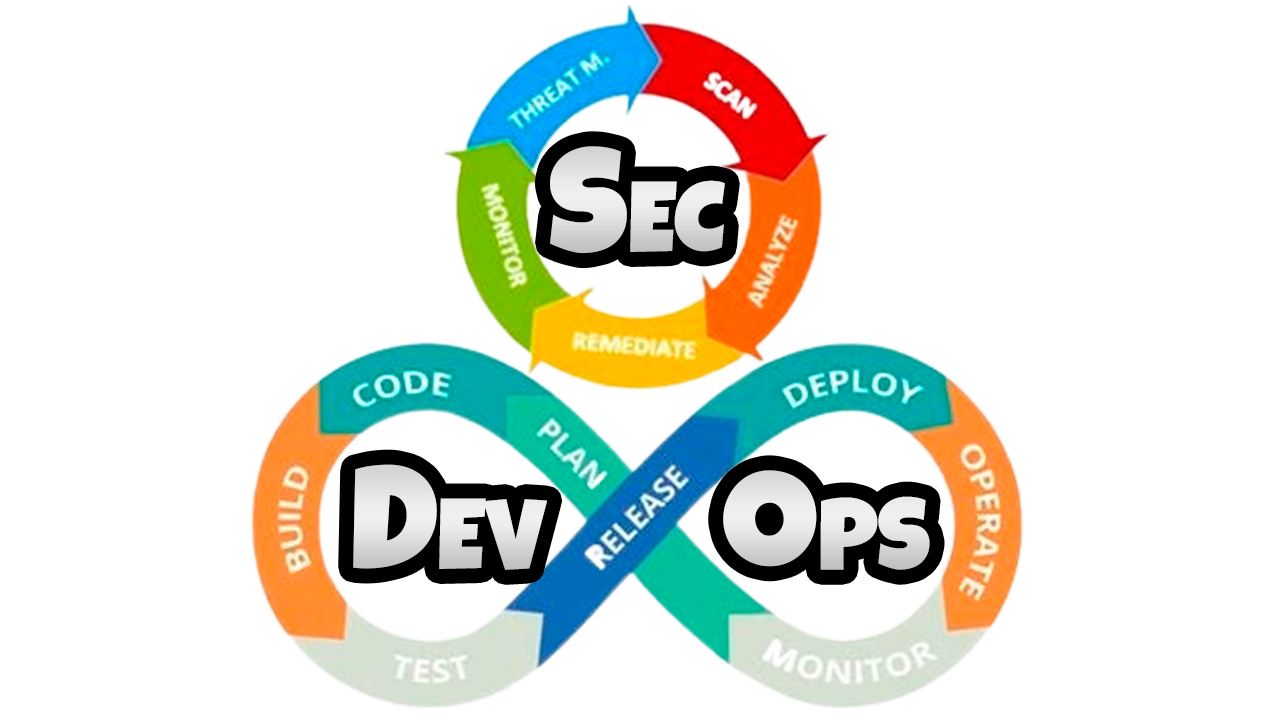 THREAT M.
SCAN
SEC
MONITOR
ANALYZE
REMEDIATE
CODE
DEPLOY
PLAN
BUILD
DEV
RELEASE
OPS
OPERATE
TEST
MONITOR